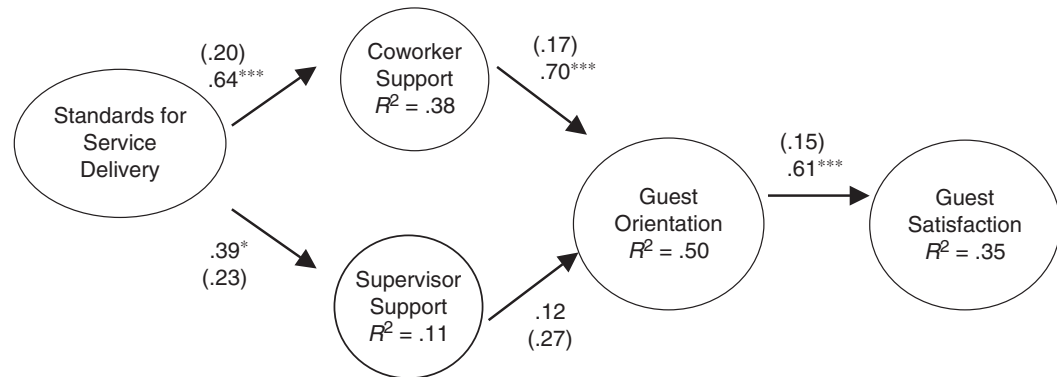 Standards for
Service
Delivery
(.20)
.64***
Coworker
Support
R² = .38
(.17)
.70***
.39*
(.23)
Supervisor
Support
R² = .11
.12
(.27)
Guest
Orientation
R² = .50
(.15)
.61***
Guest
Satisfaction
R² = .35